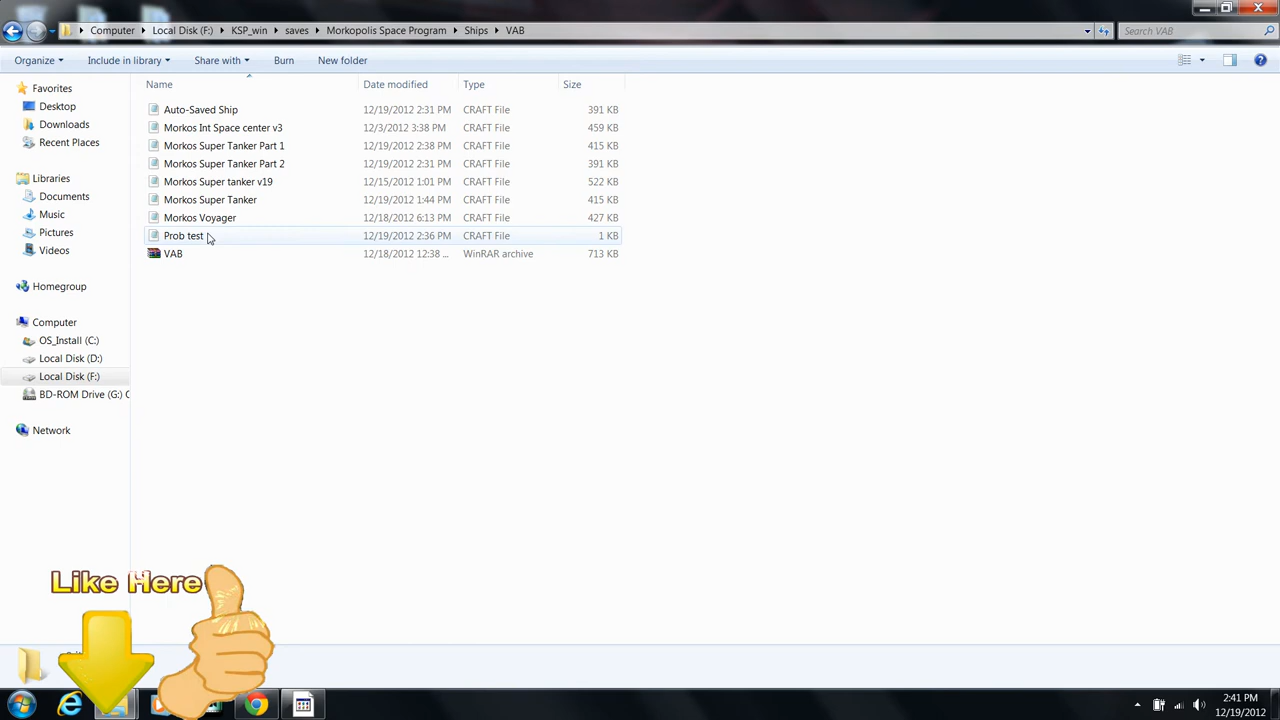 Computer Local Disk (F:) KSP_win saves Morkopolis Space Program Ships VAB Search VAB
Organize Include in library Share with Burn New folder
Name Date modified Type Size
Favorites
Desktop
Downloads
Recent Places
Libraries
Documents
Music
Pictures
Videos
Homegroup
Computer
OS_Install (C:)
Local Disk (D:)
Local Disk (F:)
BD-ROM Drive (G:) C
Network
Auto-Saved Ship 12/19/2012 2:31 PM CRAFT File 391 KB
Morkos Int Space center v3 12/3/2012 3:38 PM CRAFT File 459 KB
Morkos Super Tanker Part 1 12/19/2012 2:38 PM CRAFT File 415 KB
Morkos Super Tanker Part 2 12/19/2012 2:31 PM CRAFT File 391 KB
Morkos Super tanker v19 12/15/2012 1:01 PM CRAFT File 522 KB
Morkos Super Tanker 12/19/2012 1:44 PM CRAFT File 415 KB
Morkos Voyager 12/18/2012 6:13 PM CRAFT File 427 KB
Prob test 12/19/2012 2:36 PM CRAFT File 1 KB
VAB 12/18/2012 12:38 ... WinRAR archive 713 KB
Like Here
2:41 PM
12/19/2012